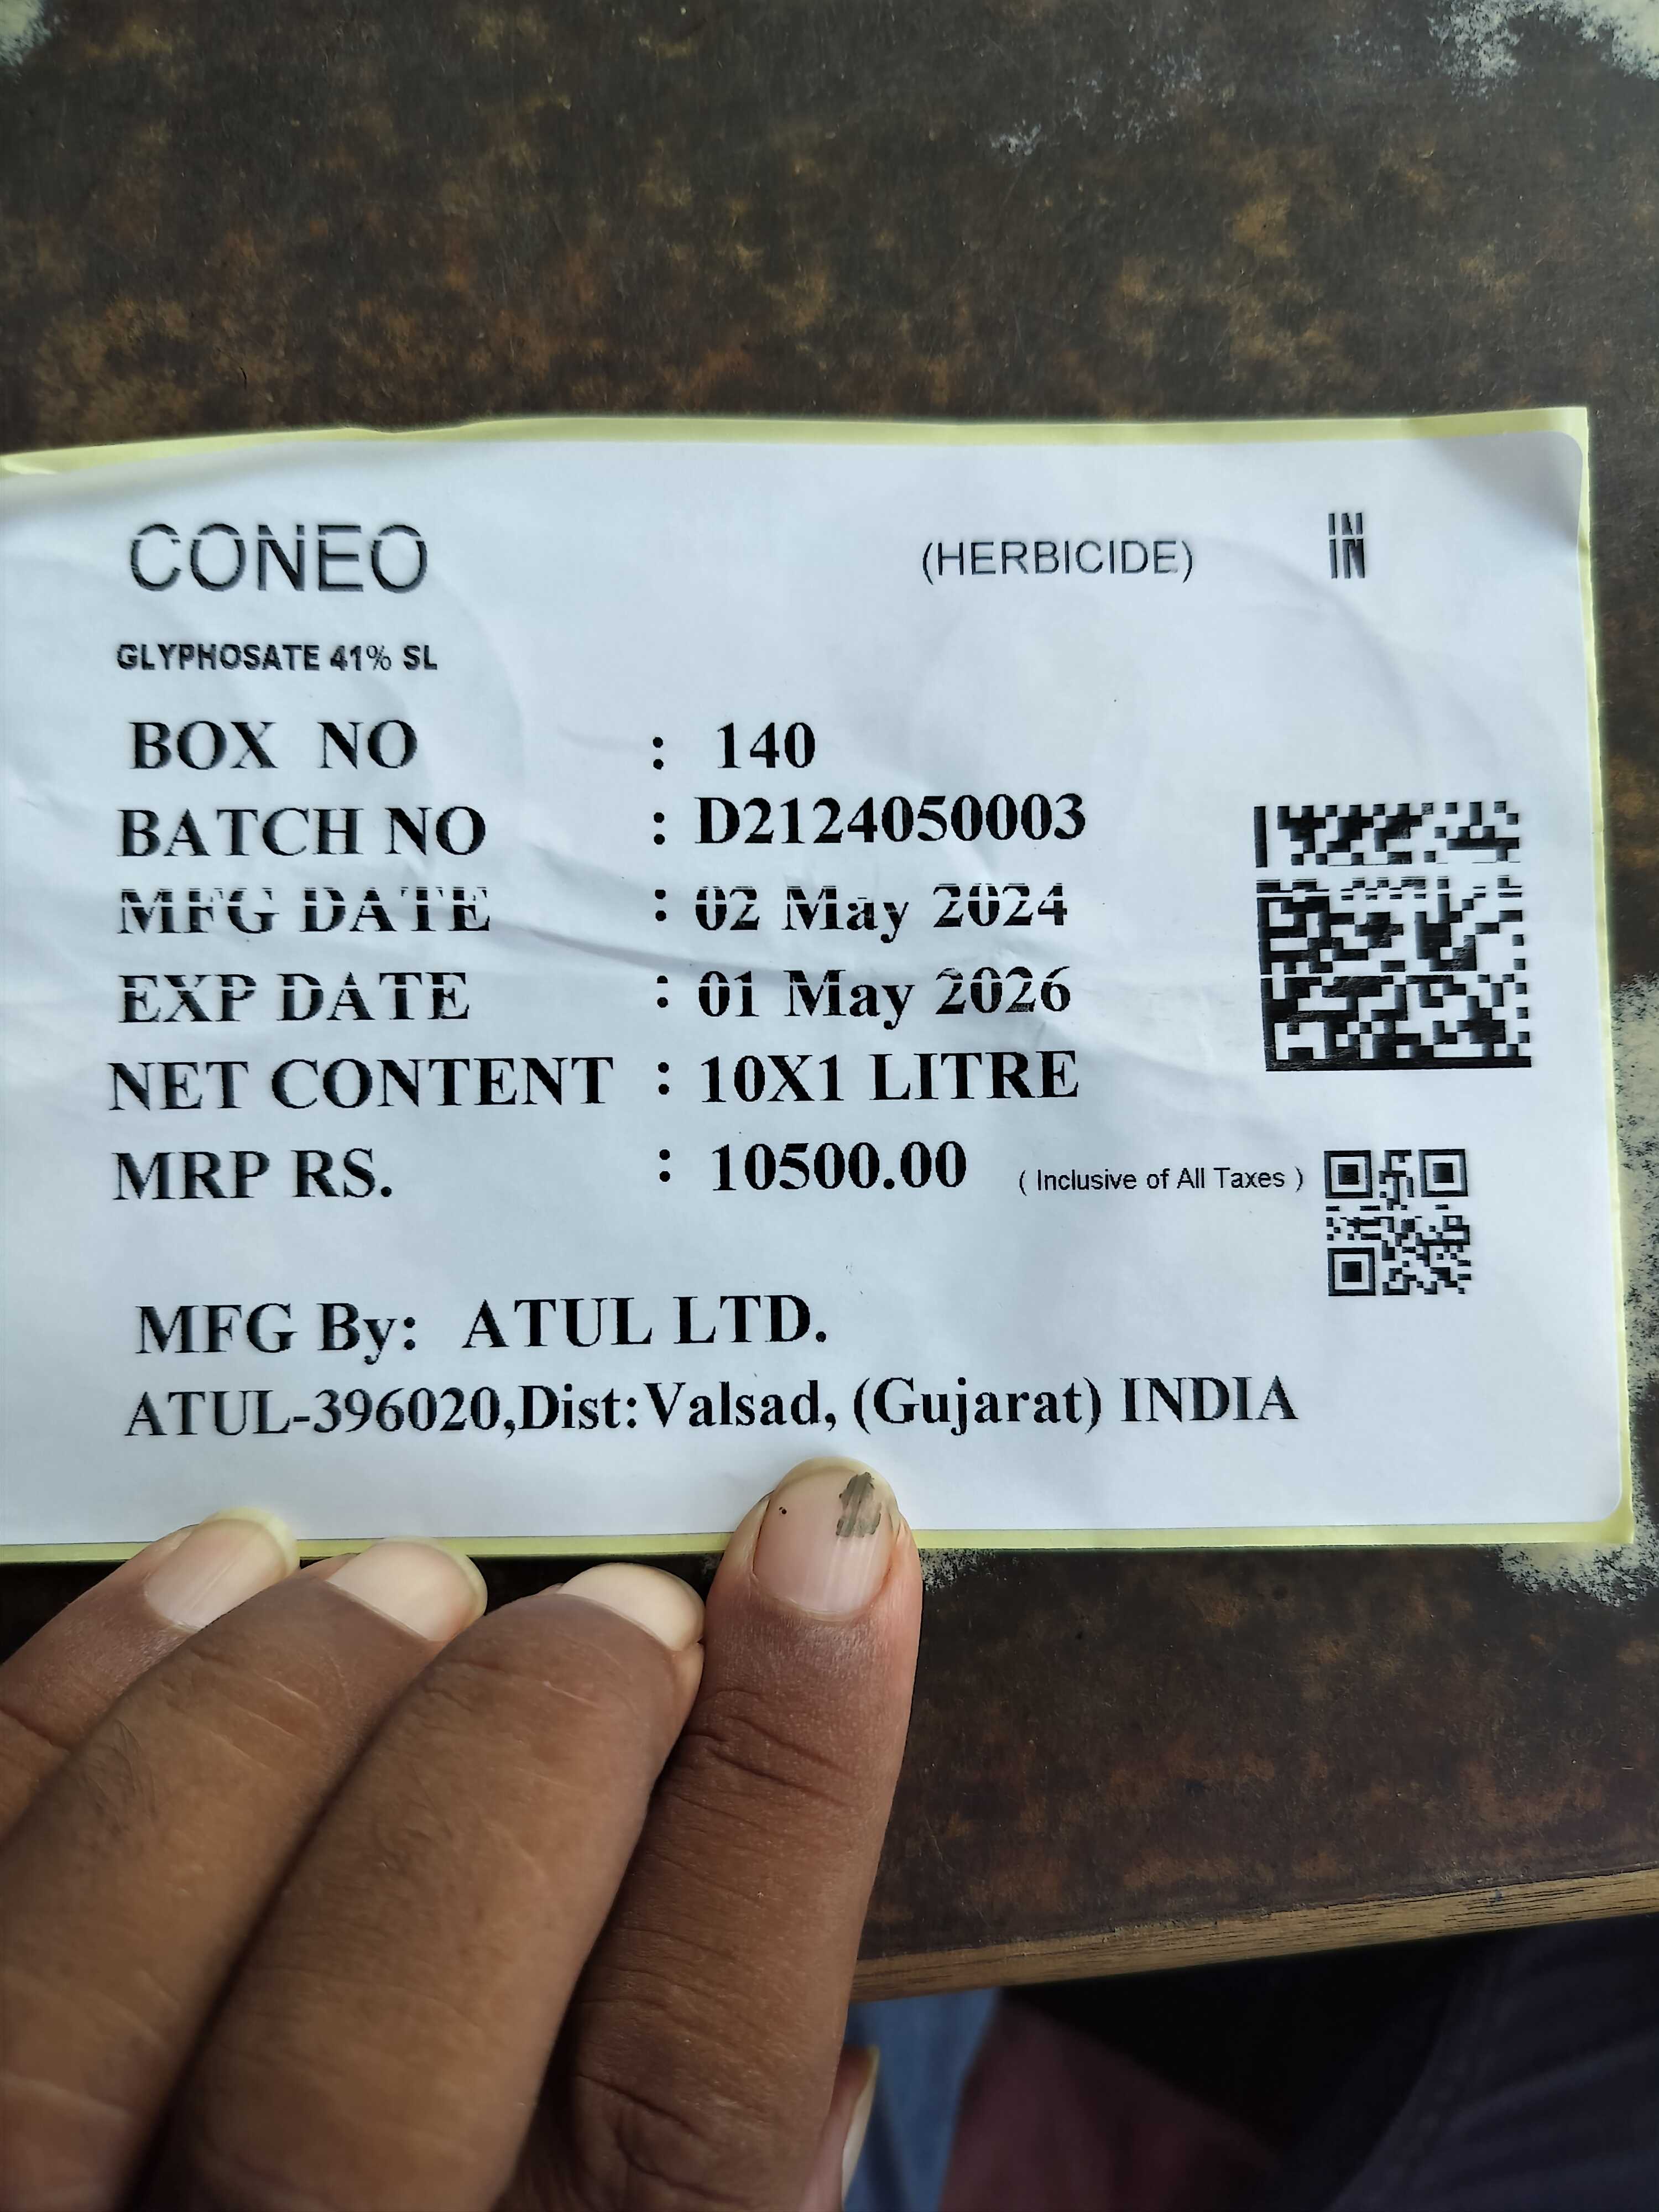 CONEO (HERBICIDE) IN
GLYPHOSATE 41% SL
BOX NO : 140
BATCH NO : D2124050003
MFG DATE : 02 May 2024
EXP DATE : 01 May 2026
NET CONTENT : 10X1 LITRE
MRP RS. : 10500.00 ( Inclusive of All Taxes )
MFG By: ATUL LTD.
ATUL-396020,Dist:Valsad, (Gujarat) INDIA